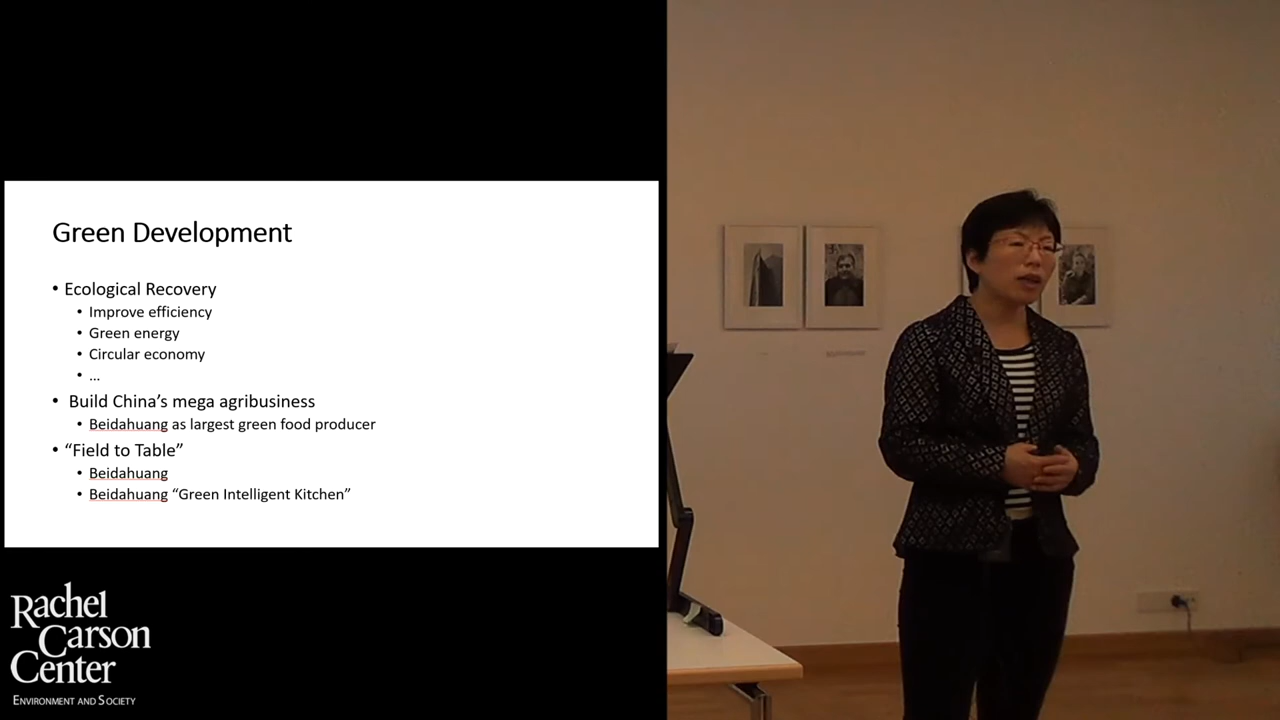 Green Development
• Ecological Recovery
• Improve efficiency
• Green energy
• Circular economy
• ...
• Build China's mega agribusiness
• Beidahuang as largest green food producer
• “Field to Table”
• Beidahuang
• Beidahuang “Green Intelligent Kitchen”
Rachel
Carson
Center
ENVIRONMENT AND SOCIETY